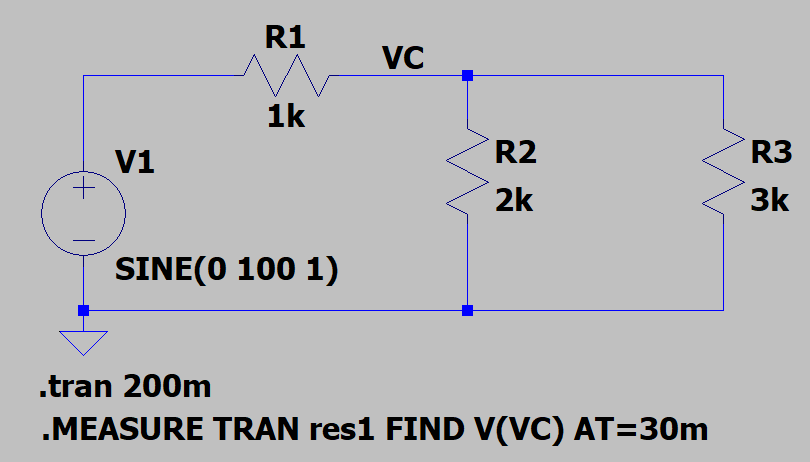 R1
VC
1k
V1
R2
R3
2k
3k
SINE(0 100 1)
.tran 200m
.MEASURE TRAN res1 FIND V(VC) AT=30m